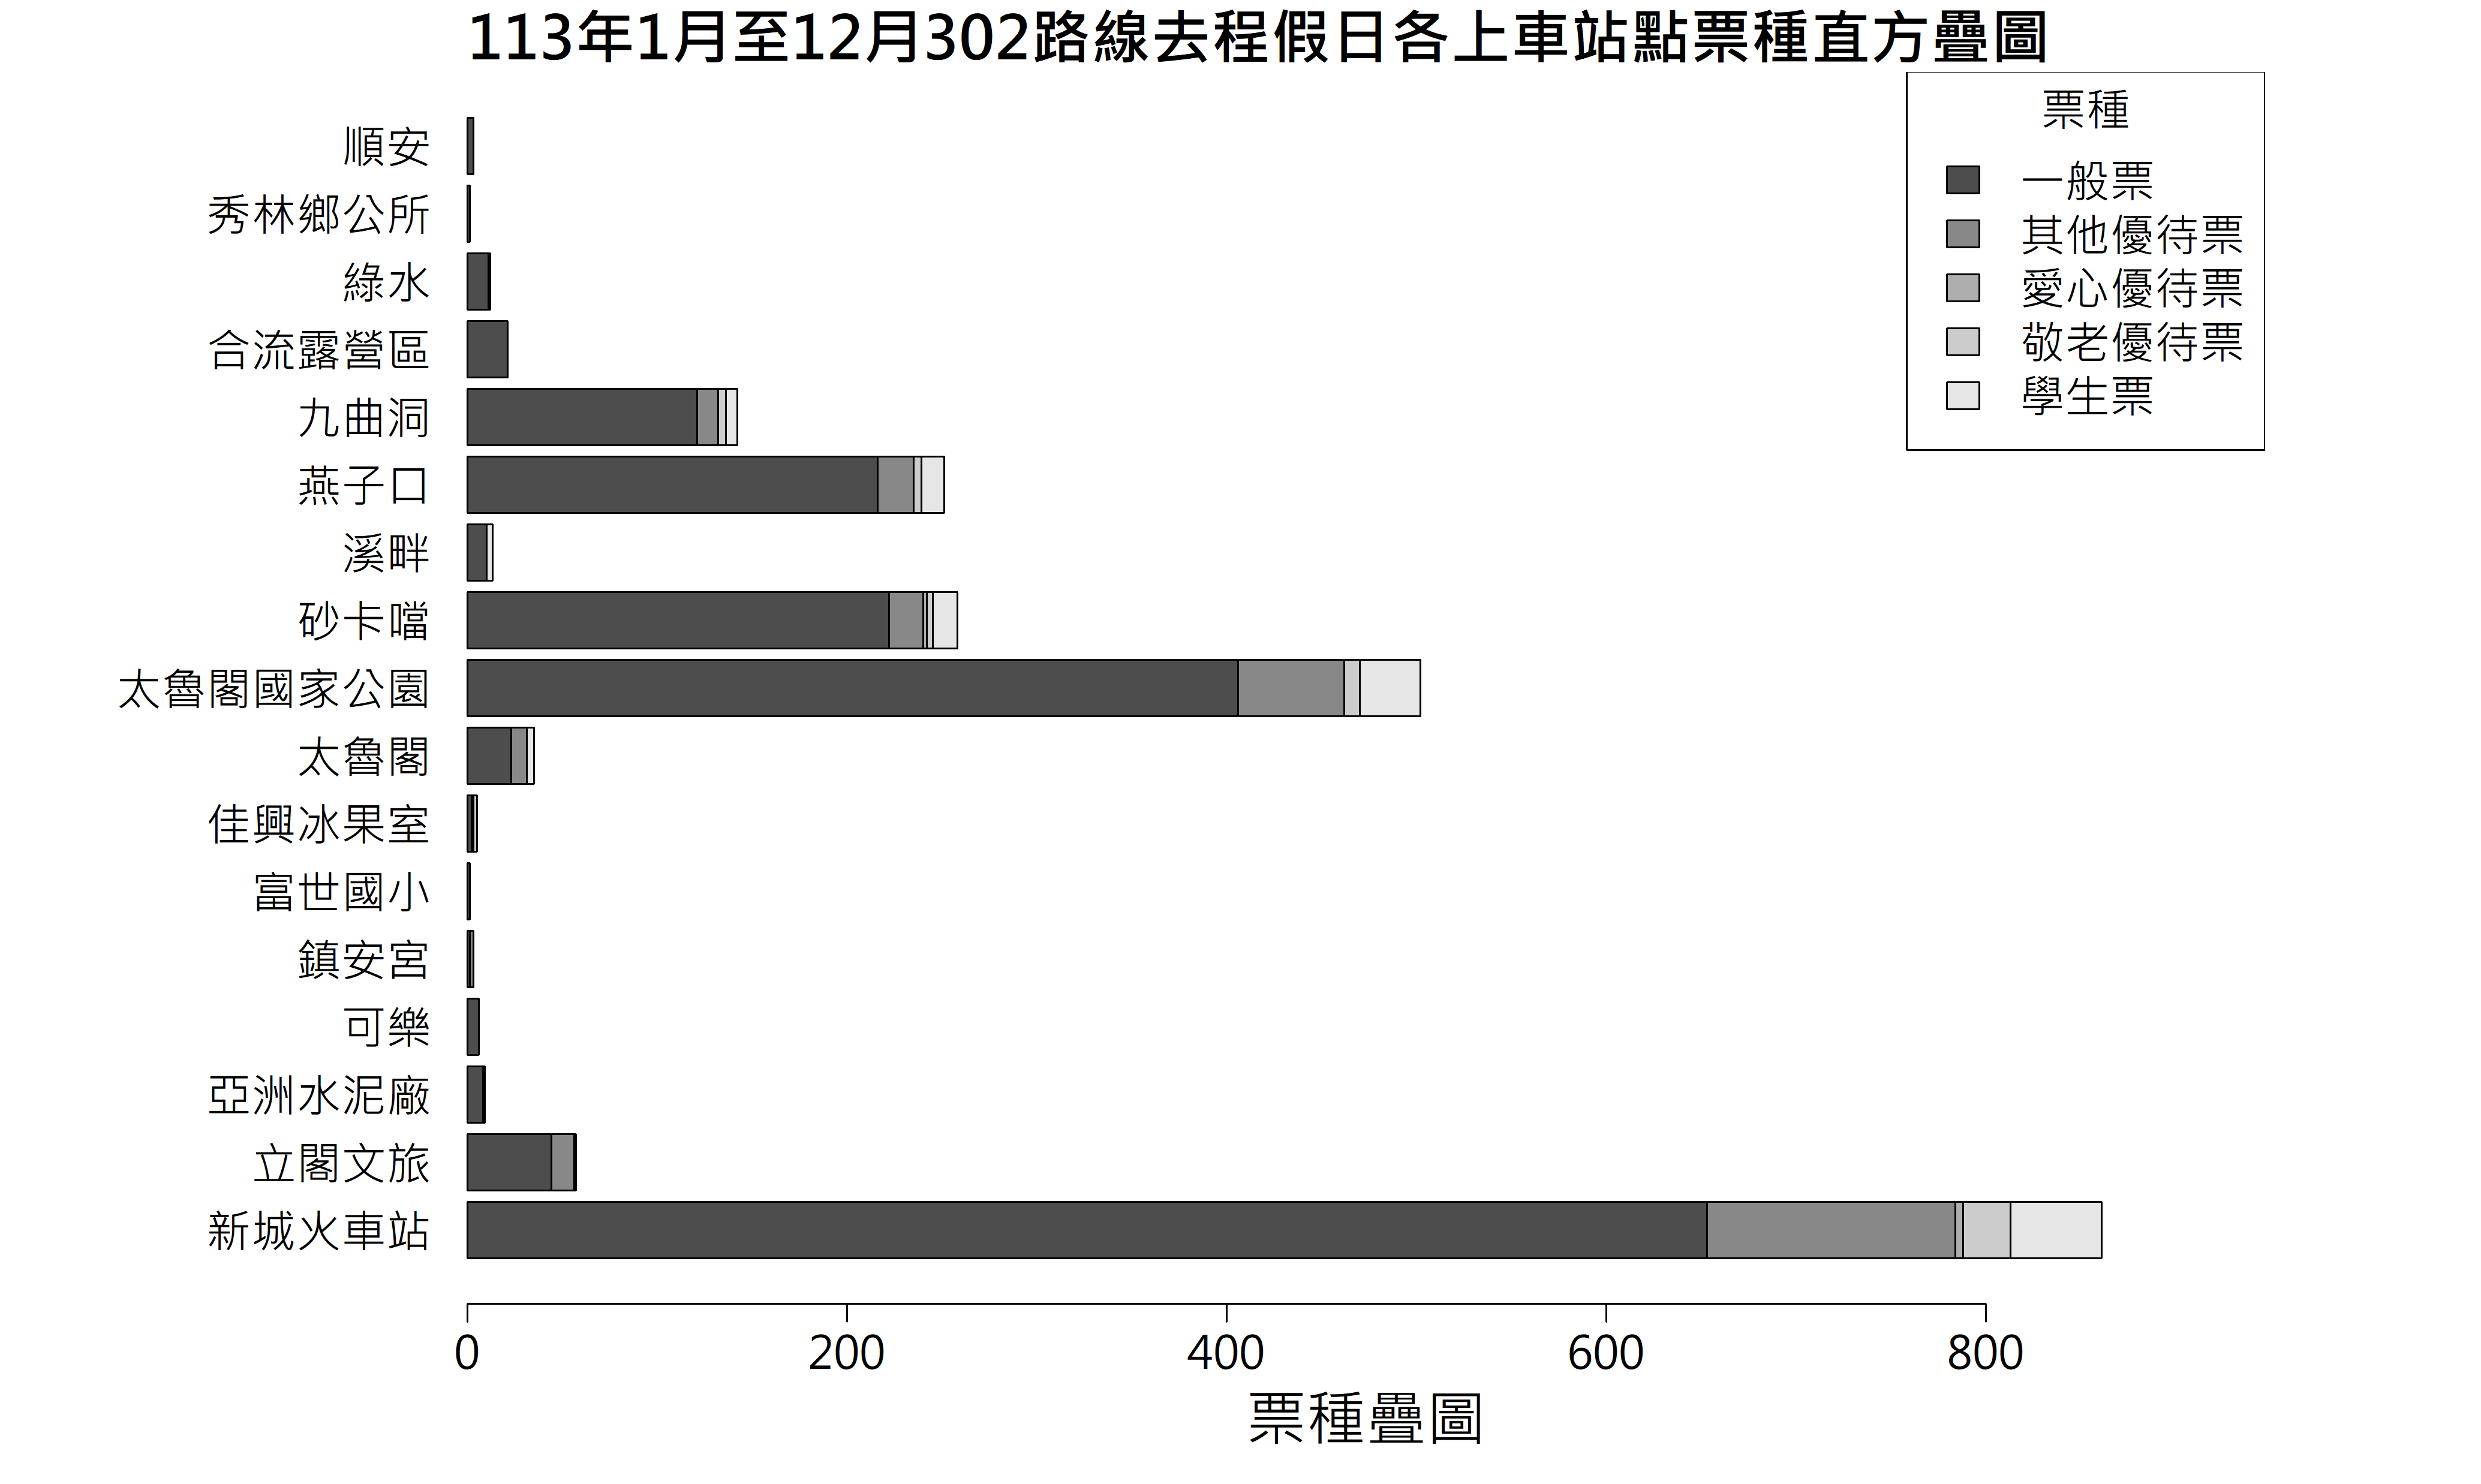 113年1月至12月302路線去程假日各上車站點票種直方疊圖
票種
一般票
其他優待票
愛心優待票
敬老優待票
學生票
順安
秀林鄉公所
綠水
合流露營區
九曲洞
燕子口
溪畔
砂卡噹
太魯閣國家公園
太魯閣
佳興冰果室
富世國小
鎮安宮
可樂
亞洲水泥廠
立閣文旅
新城火車站
0 200 400 600 800
票種疊圖